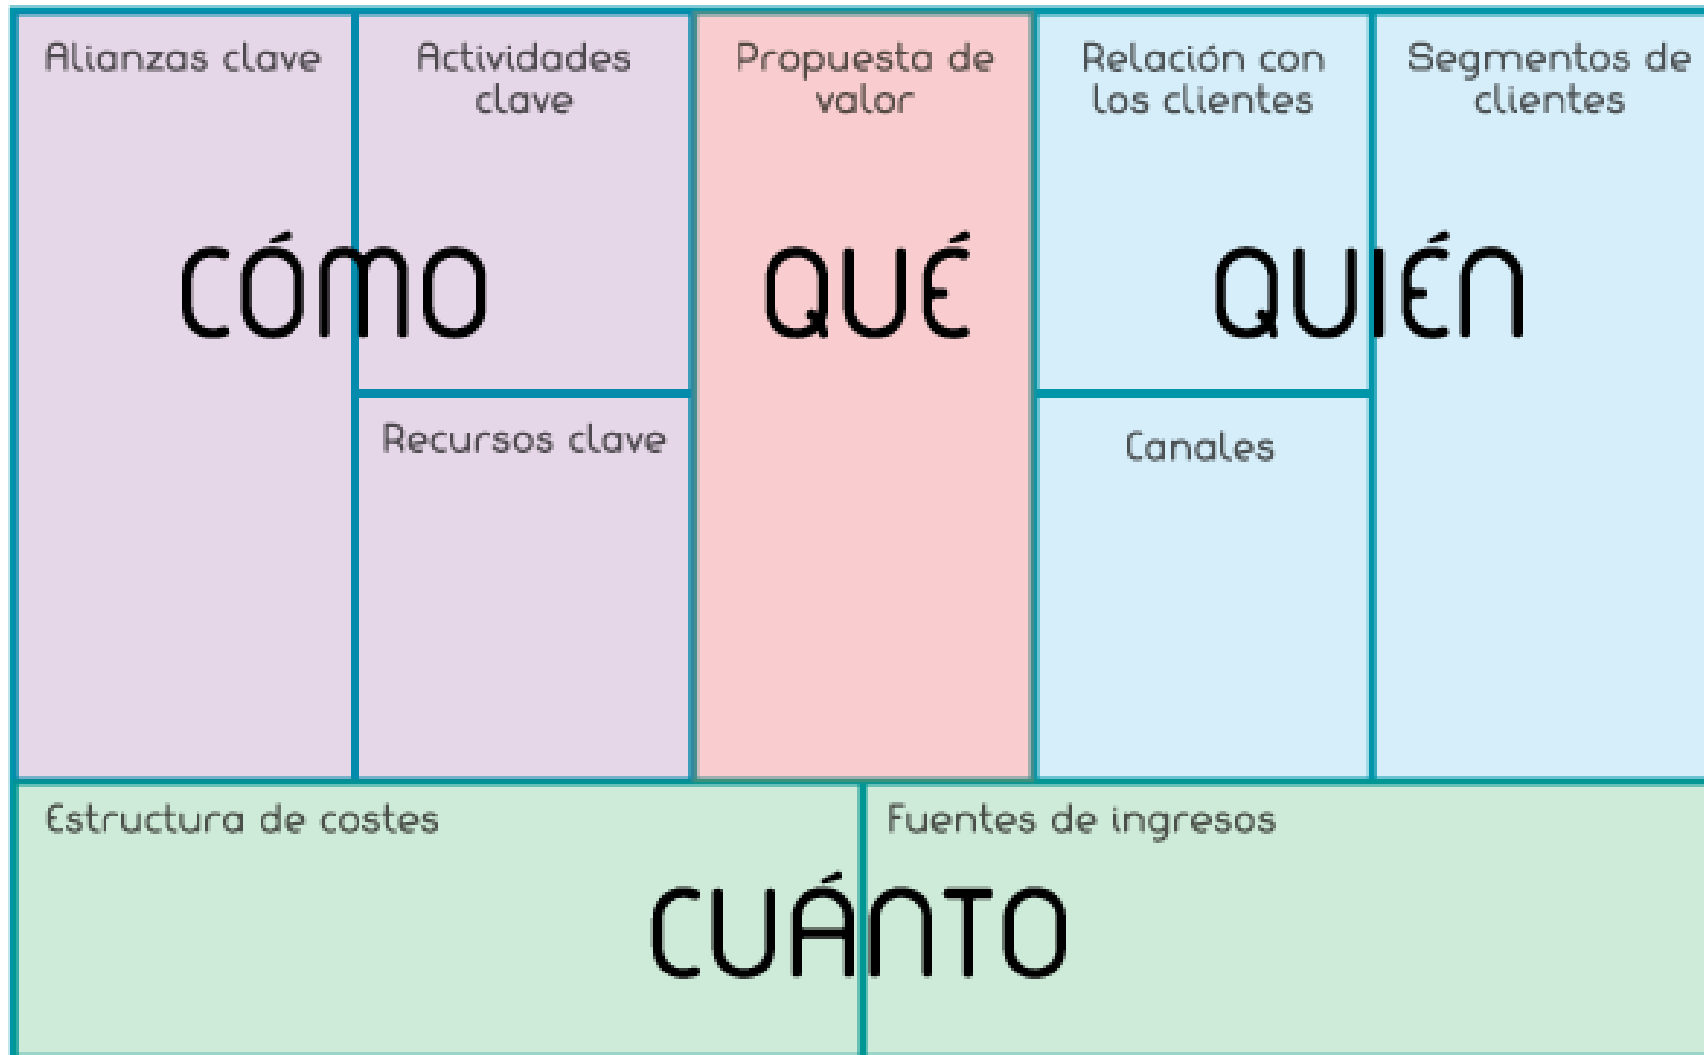 Alianzas clave
Actividades
clave
Propuesta de
valor
Relación con
los clientes
Segmentos de
clientes
CÓMO
QUÉ
QUIÉN
Recursos clave
Canales
Estructura de costes
Fuentes de ingresos
CUÁNTO